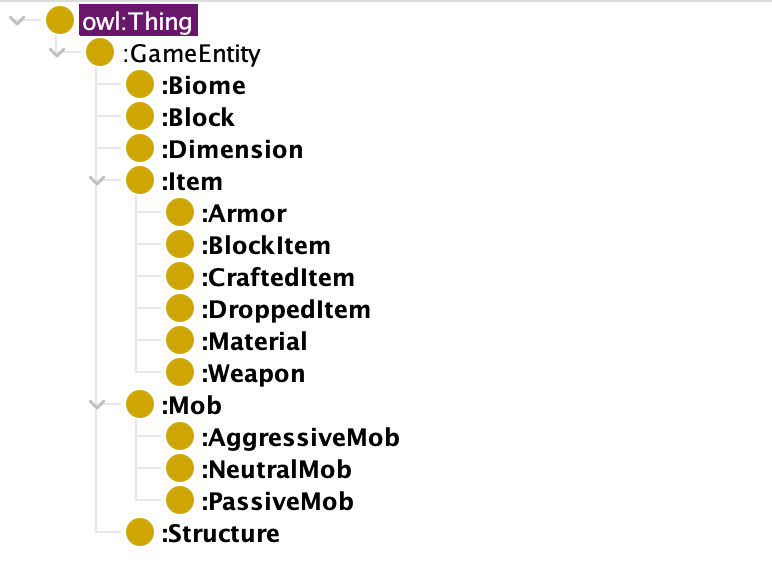 owl:Thing
:GameEntity
:Biome
:Block
:Dimension
:Item
:Armor
:BlockItem
:CraftedItem
:DroppedItem
:Material
:Weapon
:Mob
:AggressiveMob
:NeutralMob
:PassiveMob
:Structure